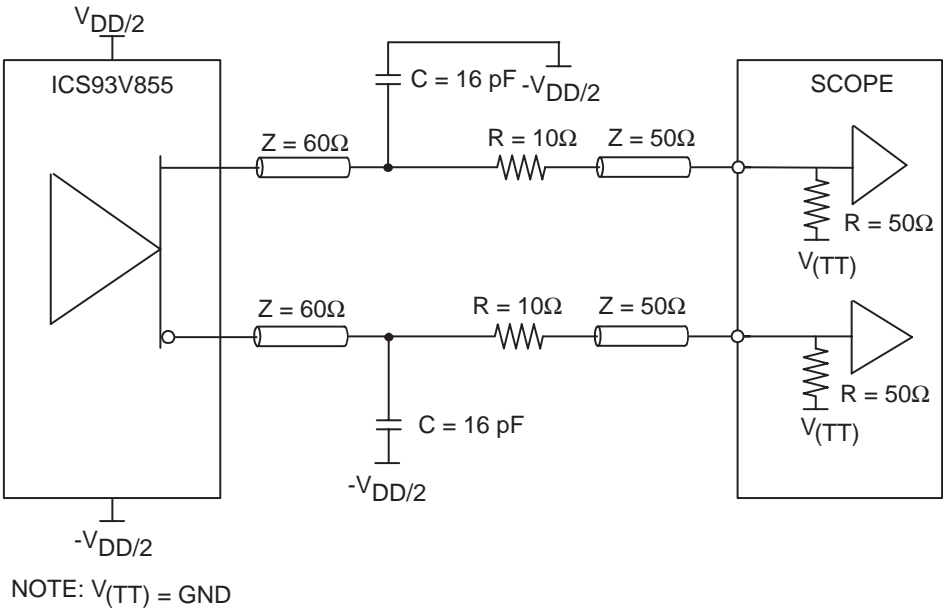 VDD/2
ICS93V855
C = 16 pF
-VDD/2
SCOPE
Z = 60Ω
R = 10Ω
Z = 50Ω
R = 50Ω
V(TT)
Z = 60Ω
R = 10Ω
Z = 50Ω
R = 50Ω
V(TT)
C = 16 pF
-VDD/2
-VDD/2
NOTE: V(TT) = GND